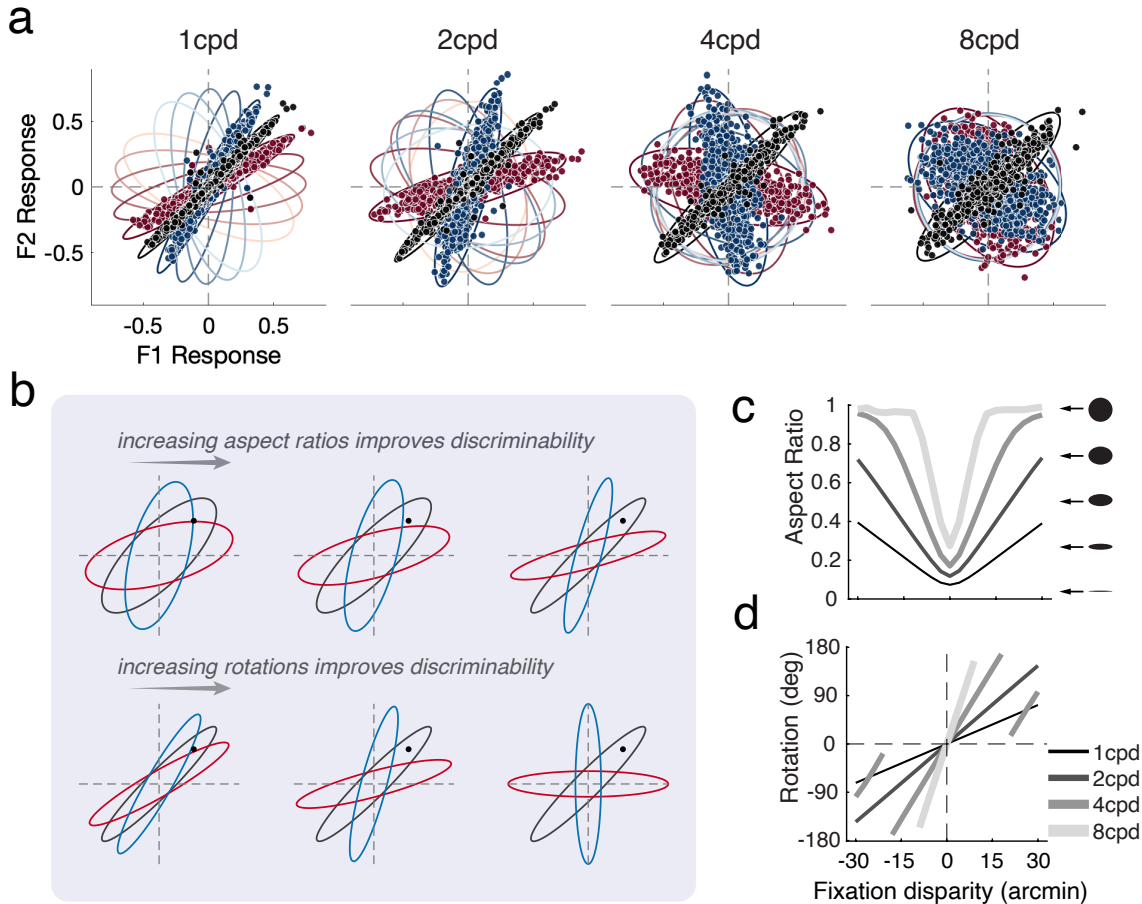 a
1cpd 2cpd 4cpd 8cpd
F2 Response
0.5
0
-0.5
-0.5 0 0.5
F1 Response
b
increasing aspect ratios improves discriminability
increasing rotations improves discriminability
c
Aspect Ratio
1
0.8
0.6
0.4
0.2
0
d
Rotation (deg)
180
90
0
-90
-180
1cpd
2cpd
4cpd
8cpd
-30 -15 0 15 30
Fixation disparity (arcmin)